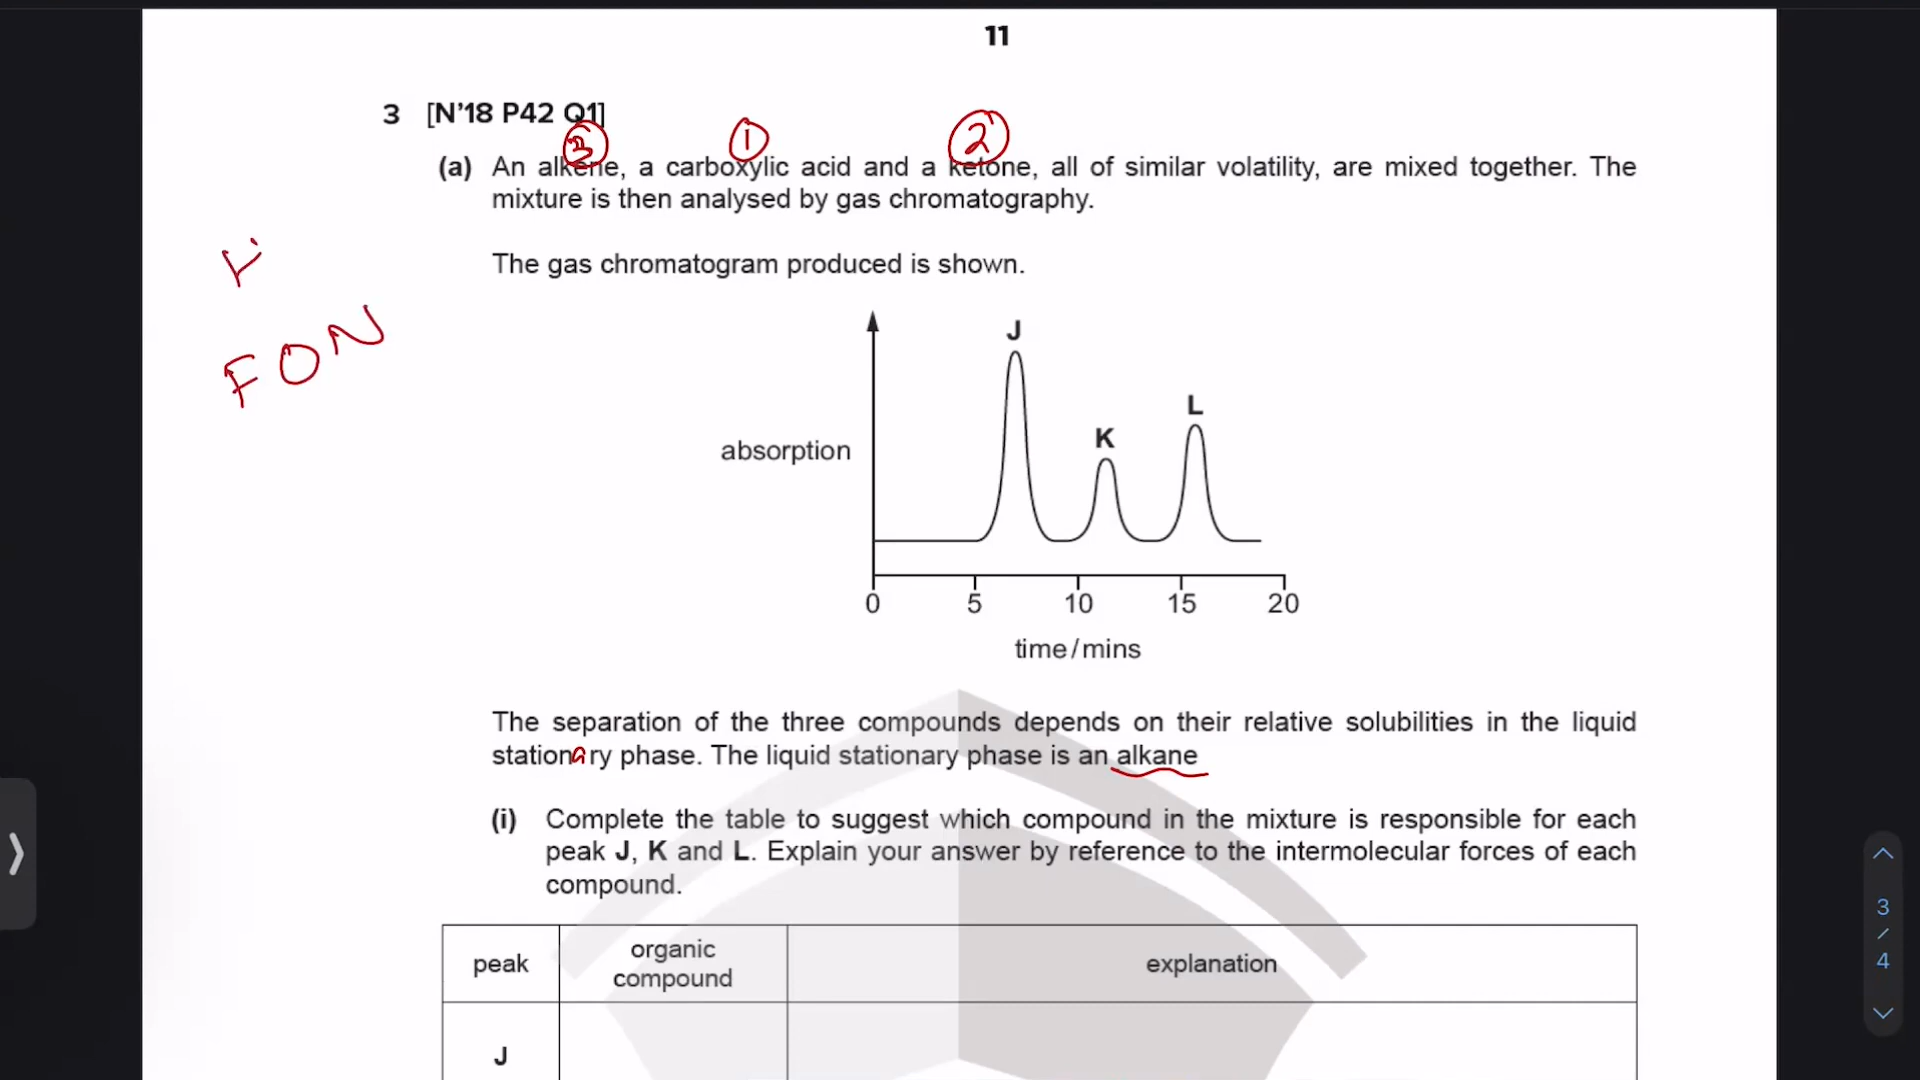 11
3 [N’18 P42 Q1]
3 1 2
(a) An alkene, a carboxylic acid and a ketone, all of similar volatility, are mixed together. The
mixture is then analysed by gas chromatography.
The gas chromatogram produced is shown.
H
F O N
J
K
L
absorption
0 5 10 15 20
time/mins
The separation of the three compounds depends on their relative solubilities in the liquid
stationary phase. The liquid stationary phase is an alkane
(i) Complete the table to suggest which compound in the mixture is responsible for each
peak J, K and L. Explain your answer by reference to the intermolecular forces of each
compound.
peak
organic
compound
explanation
J
3
/
4